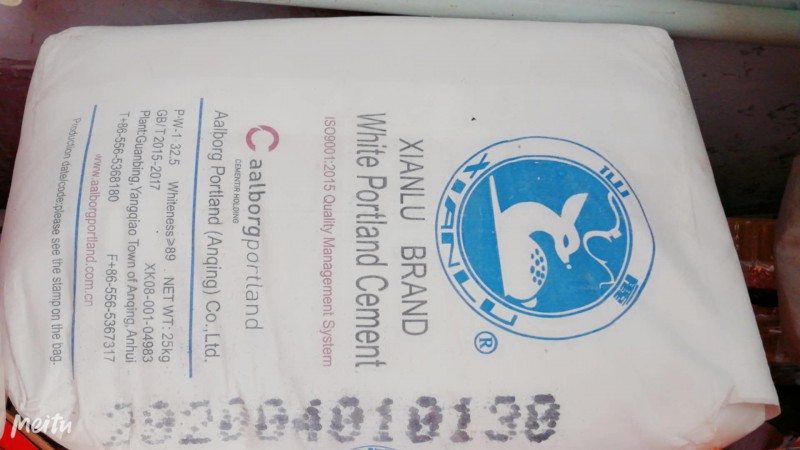 XIANLU
®
XIANLU BRAND
White Portland Cement
ISO9001:2015 Quality Management System
aalborgportland
CEMENTIR HOLDING
Aalborg Portland (Anqing) Co.,Ltd.
P·W-1 32.5 Whiteness≥89 NET WT: 25kg
GB/T2015-2017 XK08-001-04983
Plant:Guanbing,Yangqiao Town of Anqing,Anhui
T+86-556-5368180 F+86-556-5367317
www.aalborgportland.com.cn
Production date/code:please see the stamp on the bag.
Meitu